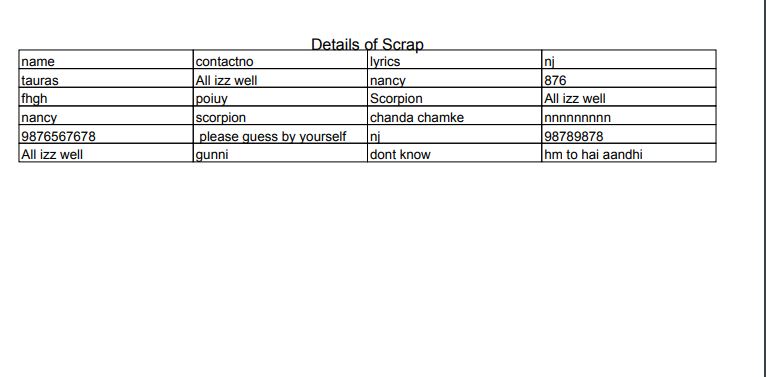 Details of Scrap
name contactno lyrics nj
tauras All izz well nancy 876
fhgh poiuy Scorpion All izz well
nancy scorpion chanda chamke nnnnnnnnn
9876567678 please guess by yourself nj 98789878
All izz well gunni dont know hm to hai aandhi